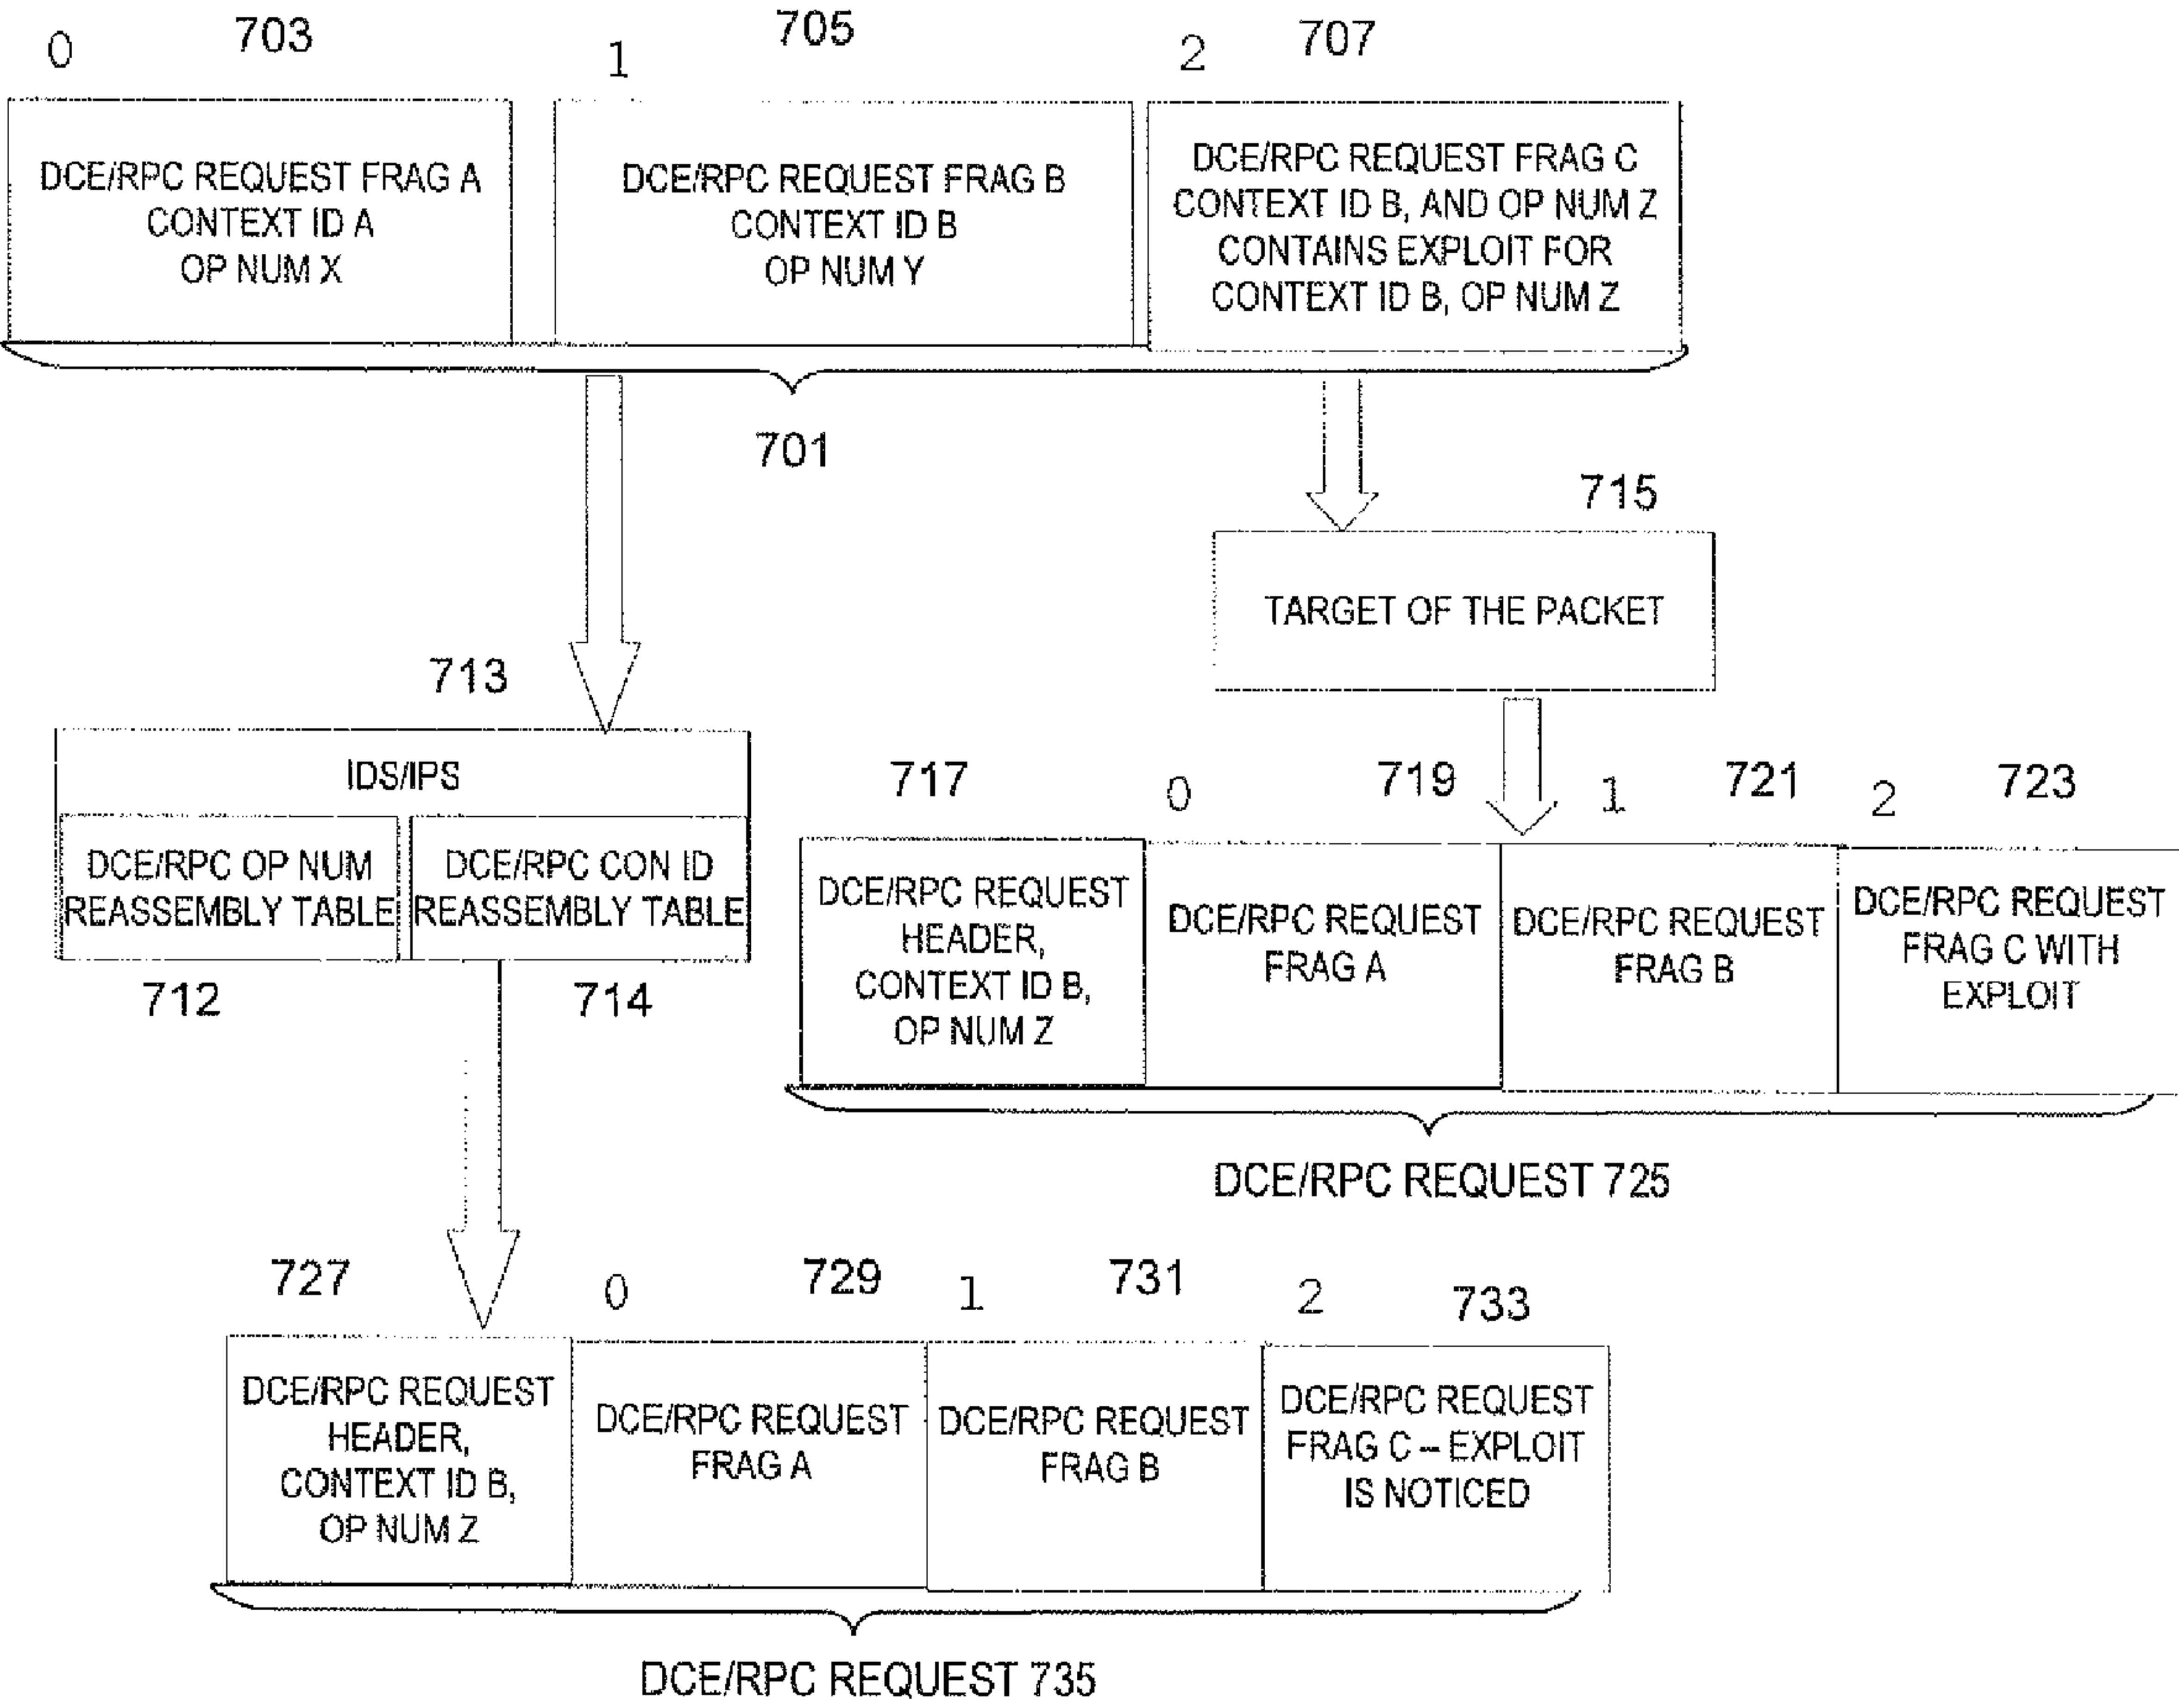 0
703
1
705
2
707
DCE/RPC REQUEST FRAG A
CONTEXT ID A
OP NUM X
DCE/RPC REQUEST FRAG B
CONTEXT ID B
OP NUM Y
DCE/RPC REQUEST FRAG C
CONTEXT ID B, AND OP NUM Z
CONTAINS EXPLOIT FOR
CONTEXT ID B, OP NUM Z
701
715
TARGET OF THE PACKET
713
IDS/IPS
DCE/RPC OP NUM
REASSEMBLY TABLE
DCE/RPC CON ID
REASSEMBLY TABLE
712
714
717
0
719
1
721
2
723
DCE/RPC REQUEST
HEADER,
CONTEXT ID B,
OP NUM Z
DCE/RPC REQUEST
FRAG A
DCE/RPC REQUEST
FRAG B
DCE/RPC REQUEST
FRAG C WITH
EXPLOIT
DCE/RPC REQUEST 725
727
0
729
1
731
2
733
DCE/RPC REQUEST
HEADER,
CONTEXT ID B,
OP NUM Z
DCE/RPC REQUEST
FRAG A
DCE/RPC REQUEST
FRAG B
DCE/RPC REQUEST
FRAG C -- EXPLOIT
IS NOTICED
DCE/RPC REQUEST 735